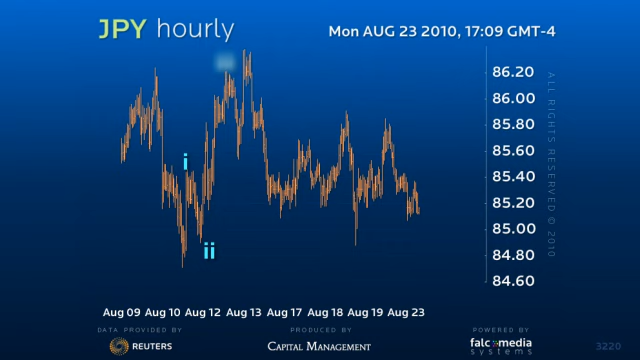 JPY hourly
Mon AUG 23 2010, 17:09 GMT-4
86.20
86.00
85.80
85.60
85.40
85.20
85.00
84.80
84.60
ALL RIGHTS RESERVED © 2010
i
ii
Aug 09 Aug 10 Aug 12 Aug 13 Aug 17 Aug 18 Aug 19 Aug 23
DATA PROVIDED BY
REUTERS
PRODUCED BY
CAPITAL MANAGEMENT
POWERED BY
falc media
systems
3220